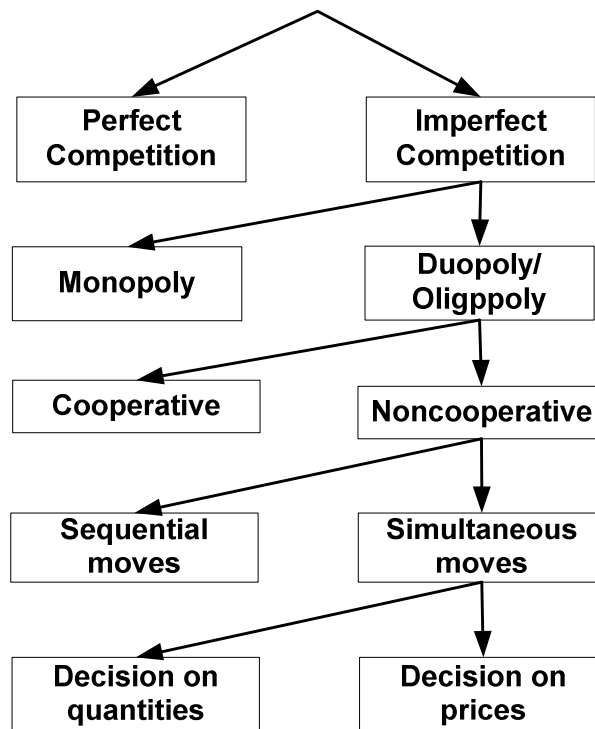 Perfect
Competition
Imperfect
Competition
Monopoly
Duopoly/
Oligppoly
Cooperative
Noncooperative
Sequential
moves
Simultaneous
moves
Decision on
quantities
Decision on
prices